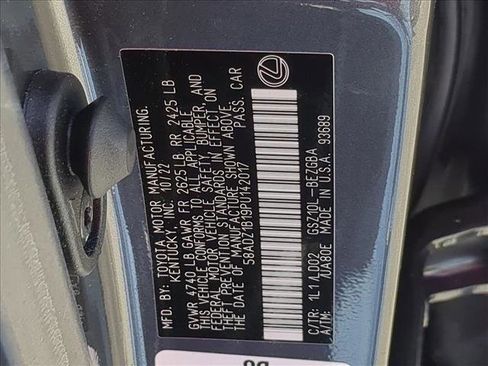 MFD. BY: TOYOTA MOTOR MANUFACTURING.
KENTUCKY, INC. 10/22
GVWR 4740 LB GAWR FR 2625 LB RR 2425 LB
THIS VEHICLE CONFORMS TO ALL APPLICABLE
FEDERAL MOTOR VEHICLE SAFETY, BUMPER, AND
THEFT PREVENTION STANDARDS IN EFFECT ON
THE DATE OF MANUFACTURE SHOWN ABOVE.
58ADZ1B19PU142017 PASS. CAR
C/TR: 1L1/LD02 GSZ10L-BEZGBA
A/TM: /UA80E MADE IN U.S.A. 93689